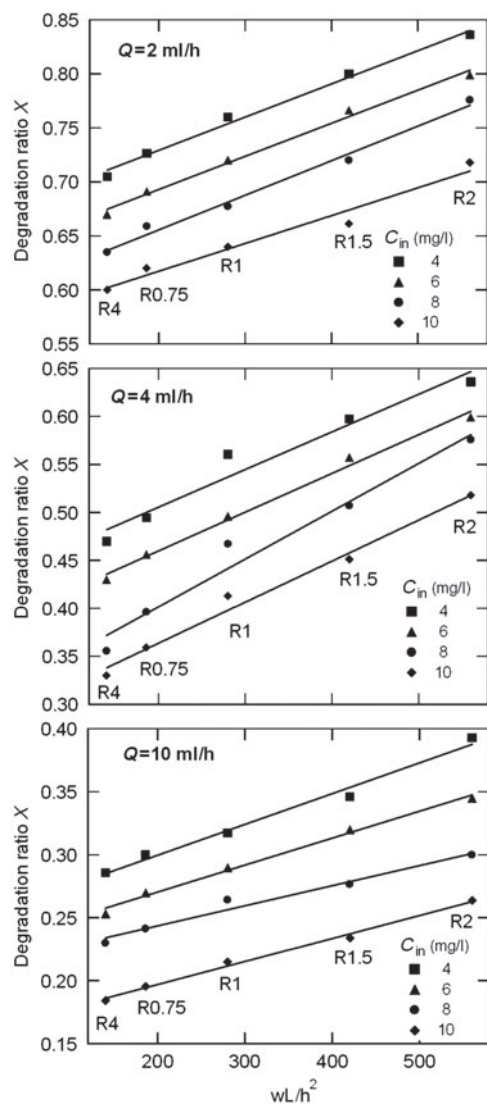 Q=2 ml/h
0.85
0.80
0.75
0.70
0.65
0.60
0.55
Degradation ratio X
R4
R0.75
R1
R1.5
R2
Cin (mg/l)
4
6
8
10
Q=4 ml/h
0.65
0.60
0.55
0.50
0.45
0.40
0.35
0.30
Degradation ratio X
R4
R0.75
R1
R1.5
R2
Cin (mg/l)
4
6
8
10
Q=10 ml/h
0.40
0.35
0.30
0.25
0.20
0.15
Degradation ratio X
R4
R0.75
R1
R1.5
R2
Cin (mg/l)
4
6
8
10
200 300 400 500
wL/h²